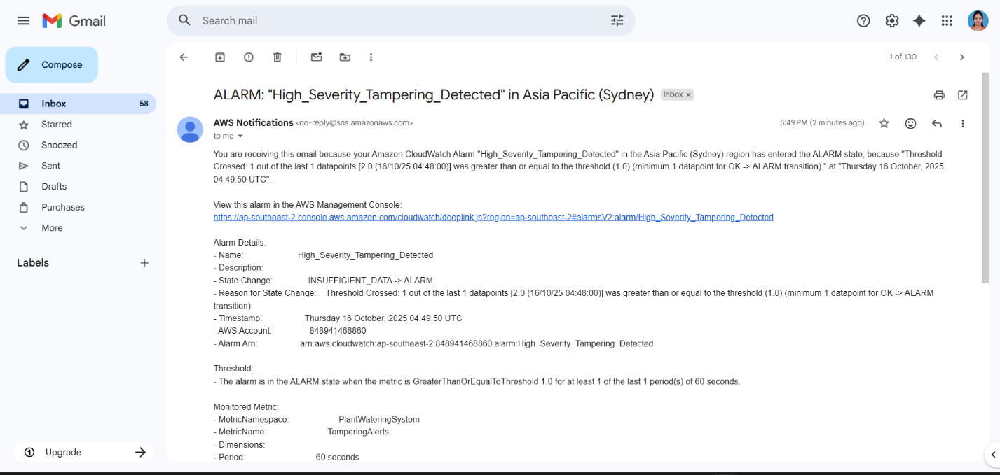 Gmail
Search mail
Compose
1 of 130
Inbox 58
Starred
Snoozed
Sent
Drafts
Purchases
More
Labels
Upgrade
ALARM: "High_Severity_Tampering_Detected" in Asia Pacific (Sydney) Inbox x
AWS Notifications <no-reply@sns.amazonaws.com> 5:49 PM (2 minutes ago)
to me
You are receiving this email because your Amazon CloudWatch Alarm "High_Severity_Tampering_Detected" in the Asia Pacific (Sydney) region has entered the ALARM state, because "Threshold
Crossed: 1 out of the last 1 datapoints [2.0 (16/10/25 04:48:00)] was greater than or equal to the threshold (1.0) (minimum 1 datapoint for OK -> ALARM transition)." at "Thursday 16 October, 2025
04:49:50 UTC".
View this alarm in the AWS Management Console:
https://ap-southeast-2.console.aws.amazon.com/cloudwatch/deeplink.js?region=ap-southeast-2#alarmsV2:alarm/High_Severity_Tampering_Detected
Alarm Details:
- Name: High_Severity_Tampering_Detected
- Description:
- State Change: INSUFFICIENT_DATA -> ALARM
- Reason for State Change: Threshold Crossed: 1 out of the last 1 datapoints [2.0 (16/10/25 04:48:00)] was greater than or equal to the threshold (1.0) (minimum 1 datapoint for OK -> ALARM
transition).
- Timestamp: Thursday 16 October, 2025 04:49:50 UTC
- AWS Account: 848941468860
- Alarm Arn: arn:aws:cloudwatch:ap-southeast-2:848941468860:alarm:High_Severity_Tampering_Detected
Threshold:
- The alarm is in the ALARM state when the metric is GreaterThanOrEqualToThreshold 1.0 for at least 1 of the last 1 period(s) of 60 seconds.
Monitored Metric:
- MetricNamespace: PlantWateringSystem
- MetricName: TamperingAlerts
- Dimensions:
- Period: 60 seconds